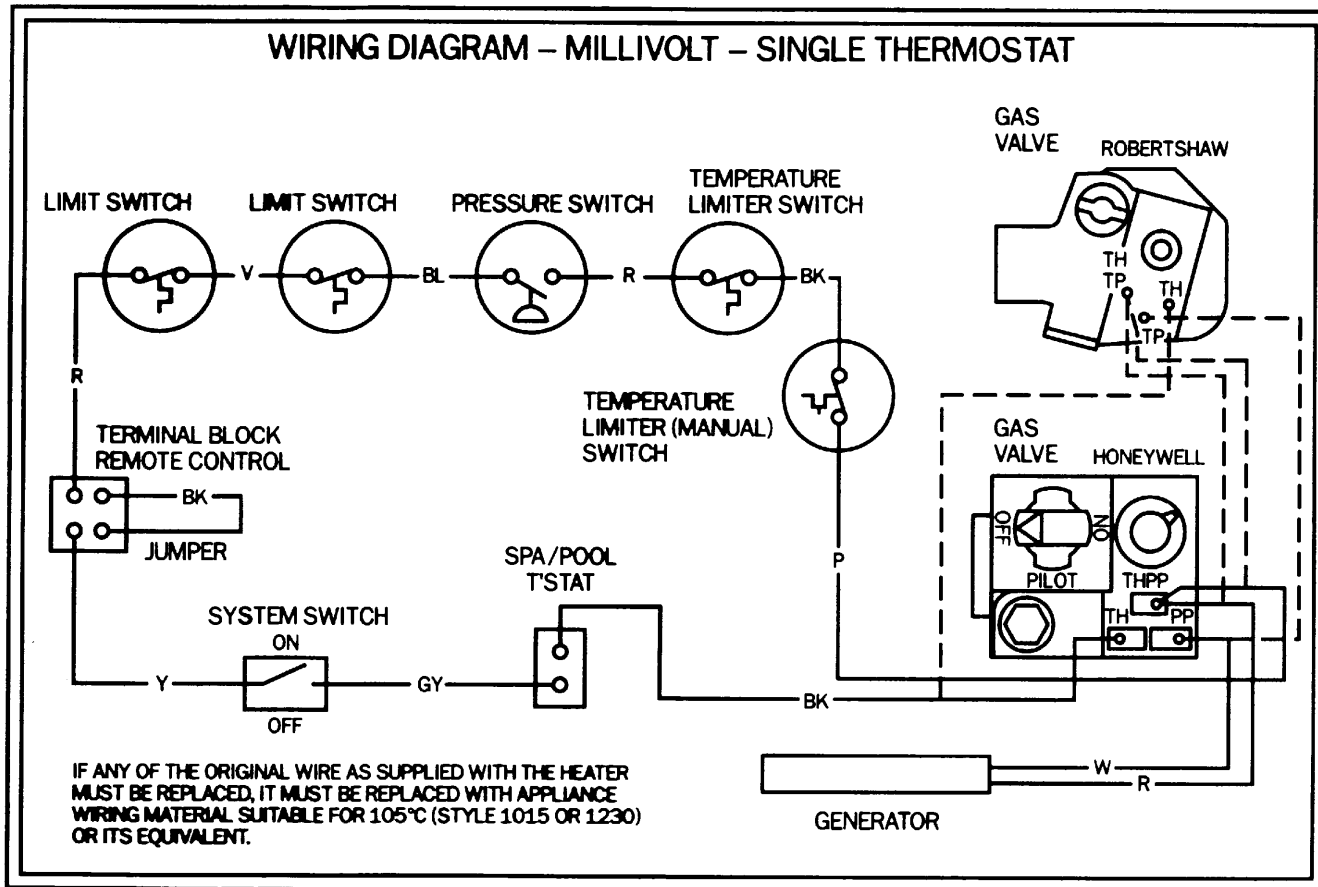 WIRING DIAGRAM – MILLIVOLT – SINGLE THERMOSTAT
GAS
VALVE
ROBERTSHAW
TH
TP
TH
TP
LIMIT SWITCH
LIMIT SWITCH
PRESSURE SWITCH
TEMPERATURE
LIMITER SWITCH
V
BL
R
BK
R
TEMPERATURE
LIMITER (MANUAL)
SWITCH
TERMINAL BLOCK
REMOTE CONTROL
BK
JUMPER
GAS
VALVE
HONEYWELL
OFF
NO
PILOT
THPP
TH
PP
P
SPA/POOL
T'STAT
SYSTEM SWITCH
ON
OFF
Y
GY
BK
W
R
GENERATOR
IF ANY OF THE ORIGINAL WIRE AS SUPPLIED WITH THE HEATER
MUST BE REPLACED, IT MUST BE REPLACED WITH APPLIANCE
WIRING MATERIAL SUITABLE FOR 105°C (STYLE 1015 OR 1230)
OR ITS EQUIVALENT.